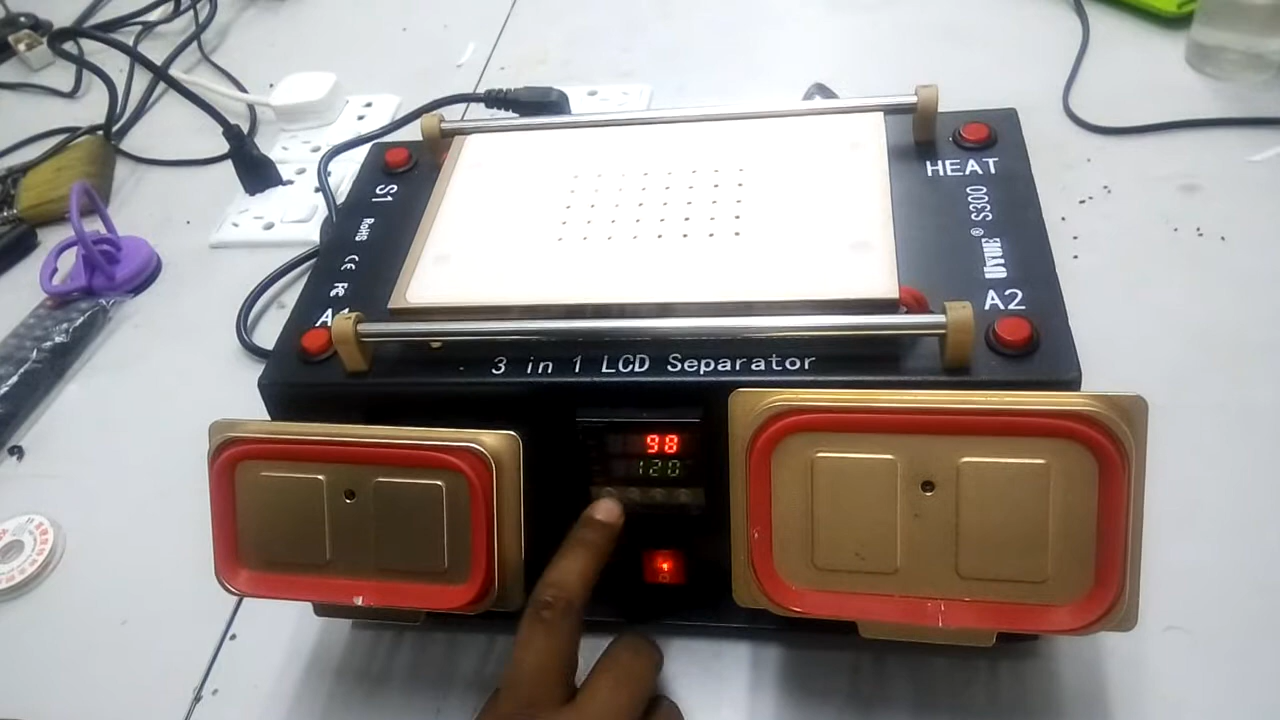 S1
RoHS
CE
FC
HEAT
UYUE® S300
A2
3 in 1 LCD Separator
98
120